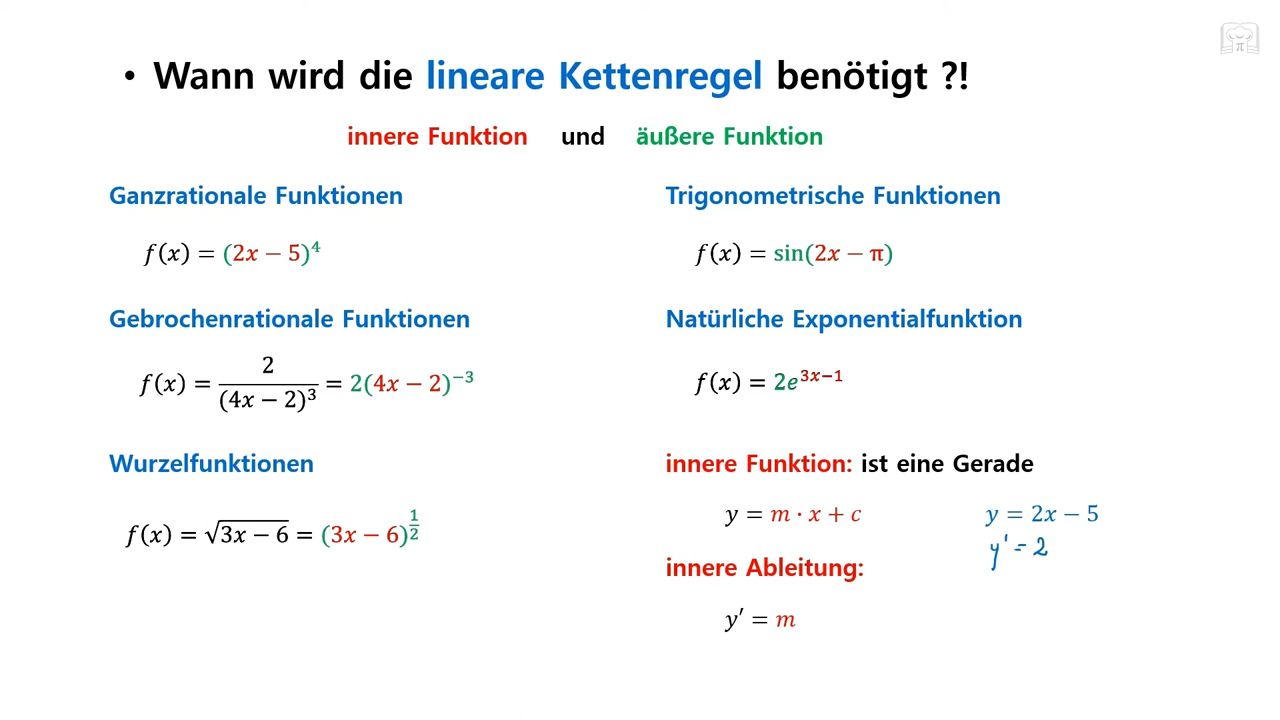 • Wann wird die lineare Kettenregel benötigt ?!
innere Funktion und äußere Funktion
Ganzrationale Funktionen
f(x) = (2x − 5)⁴
Gebrochenrationale Funktionen
f(x) = 2/(4x − 2)³ = 2(4x − 2)⁻³
Wurzelfunktionen
f(x) = √(3x − 6) = (3x − 6)^(1/2)
Trigonometrische Funktionen
f(x) = sin(2x − π)
Natürliche Exponentialfunktion
f(x) = 2e^(3x−1)
innere Funktion: ist eine Gerade
y = m · x + c
y = 2x − 5
y' = 2
innere Ableitung:
y′ = m